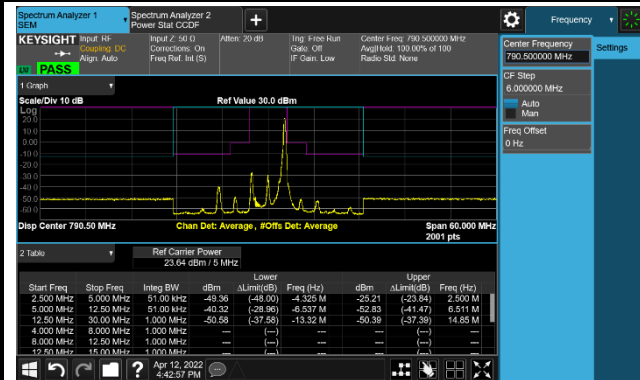 Spectrum Analyzer 1
SEM
Spectrum Analyzer 2
Power Stat CCDF
+
Frequency
KEYSIGHT
Input: RF
Coupling: DC
Align: Auto
Input Z: 50 Ω
Corrections: On
Freq Ref: Int (S)
Atten: 20 dB
Trig: Free Run
Gate: Off
IF Gain: Low
Center Freq: 790.500000 MHz
Avg|Hold: 100.00% of 100
Radio Std: None
PASS
Center Frequency
790.500000 MHz
Settings
CF Step
6.000000 MHz
Auto
Man
Freq Offset
0 Hz
1 Graph
Scale/Div 10 dB
Ref Value 30.0 dBm
Log
20.0
10.0
0.00
-10.0
-20.0
-30.0
-40.0
-50.0
-60.0
Disp Center 790.50 MHz
Chan Det: Average , #Offs Det: Average
Span 60.000 MHz
2001 pts
2 Table
Ref Carrier Power
23.64 dBm / 5 MHz
Lower Upper
Start Freq Stop Freq Integ BW dBm ΔLimit(dB) Freq (Hz) dBm ΔLimit(dB) Freq (Hz)
2.500 MHz 5.000 MHz 51.00 kHz -49.36 (-48.00) -4.325 M -25.21 (-23.84) 2.500 M
5.000 MHz 12.50 MHz 51.00 kHz -40.32 (-28.96) -6.537 M -52.83 (-41.47) 6.511 M
12.50 MHz 30.00 MHz 1.000 MHz -50.58 (-37.58) -13.32 M -50.39 (-37.39) 14.85 M
4.000 MHz 8.000 MHz 1.000 MHz --- (---) --- --- (---) ---
8.000 MHz 12.50 MHz 1.000 MHz --- (---) --- --- (---) ---
12.50 MHz 15.00 MHz 1.000 MHz --- (---) --- --- (---) ---
?
Apr 12, 2022
4:42:57 PM